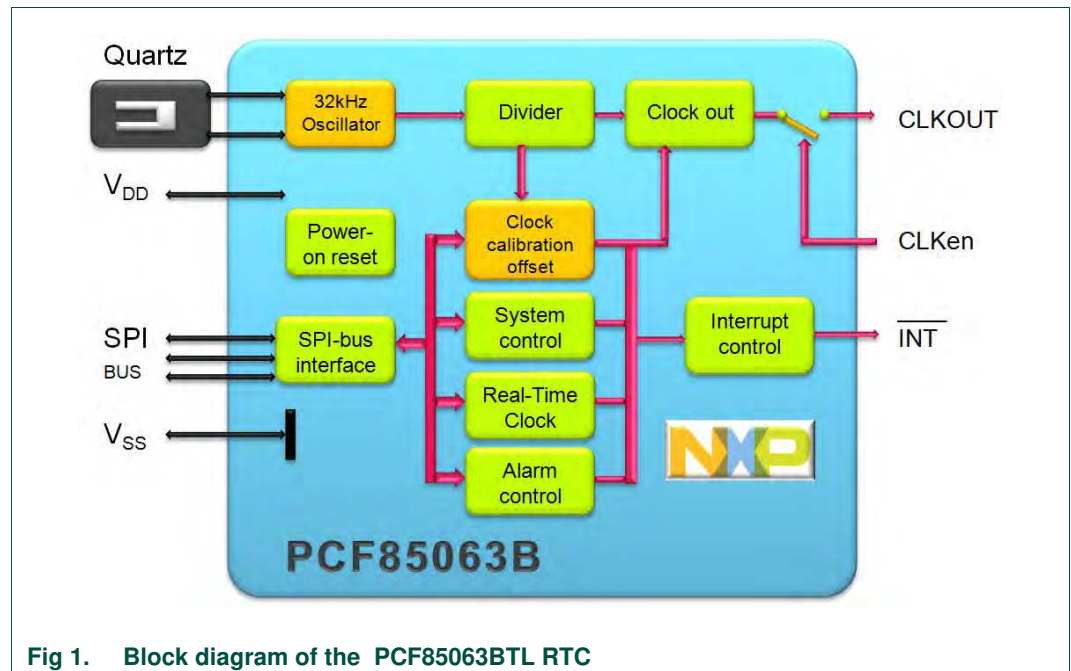 Quartz
32kHz
Oscillator
Divider
Clock out
CLKOUT
V_DD
Power-
on reset
Clock
calibration
offset
CLKen
SPI
BUS
SPI-bus
interface
System
control
Interrupt
control
INT
Real-Time
Clock
V_SS
NXP
Alarm
control
PCF85063B
Fig 1. Block diagram of the PCF85063BTL RTC